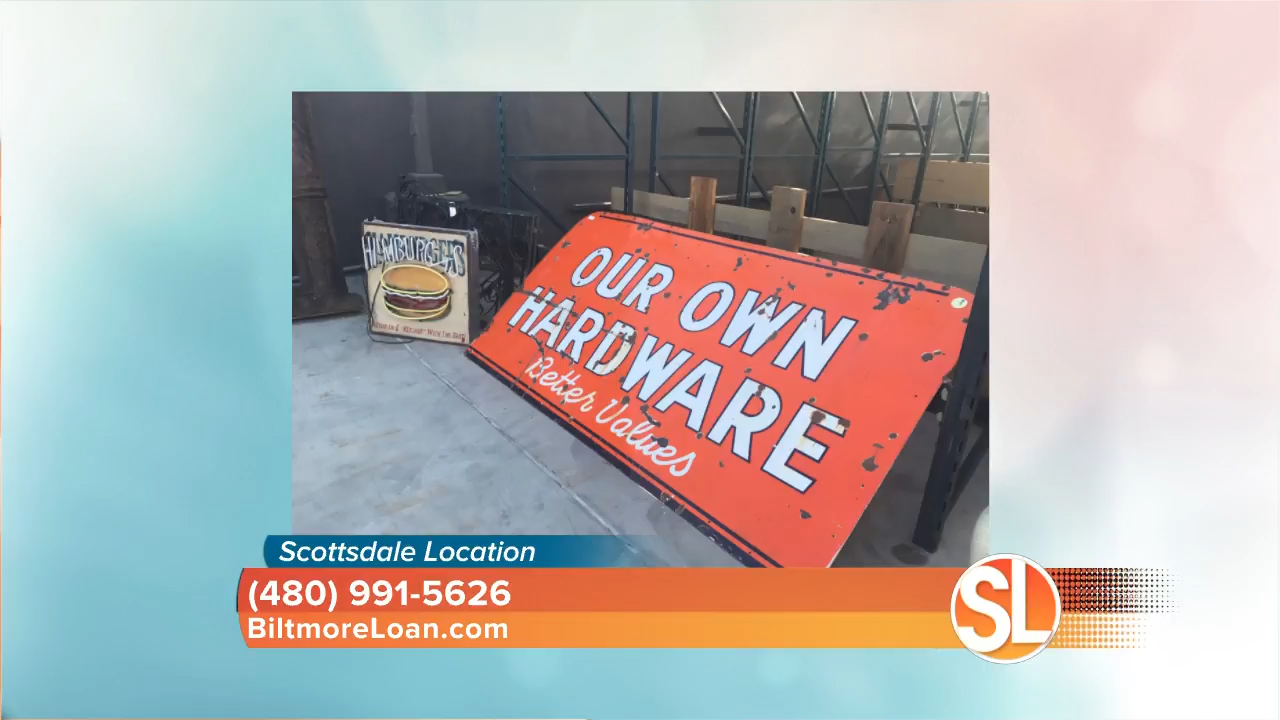 HAMBURGERS
OUR OWN
HARDWARE
Better Values
Scottsdale Location
(480) 991-5626
BiltmoreLoan.com
SL